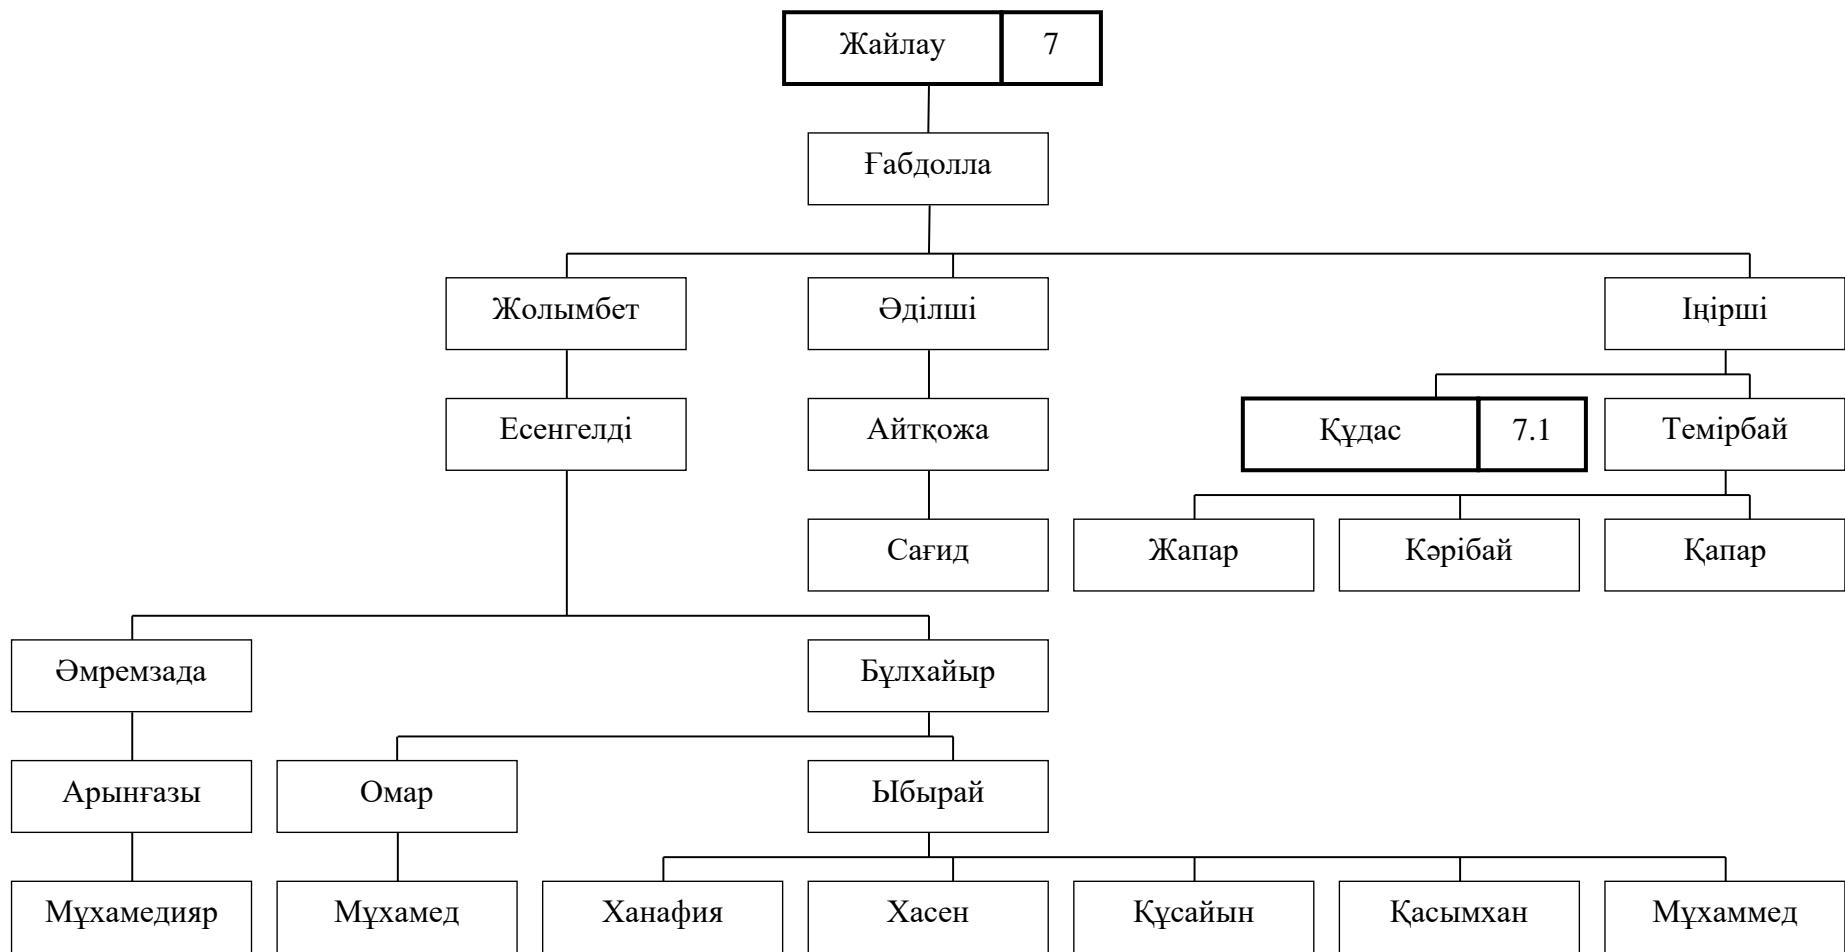 Жайлау 7
Ғабдолла
Жолымбет Әділші Іңірші
Есенгелді Айтқожа Құдас 7.1 Темірбай
Сағид Жапар Кәрібай Қапар
Әмремзада Бұлхайыр
Арынғазы Омар Ыбырай
Мұхамедияр Мұхамед Ханафия Хасен Құсайын Қасымхан Мұхаммед